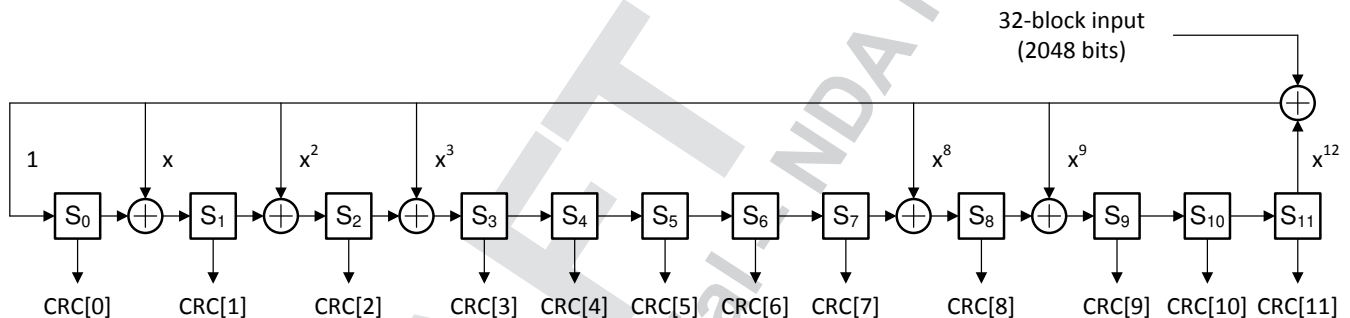 32-block input
(2048 bits)
1 x x² x³ x⁸ x⁹ x¹²
S₀ S₁ S₂ S₃ S₄ S₅ S₆ S₇ S₈ S₉ S₁₀ S₁₁
CRC[0] CRC[1] CRC[2] CRC[3] CRC[4] CRC[5] CRC[6] CRC[7] CRC[8] CRC[9] CRC[10] CRC[11]
NDA